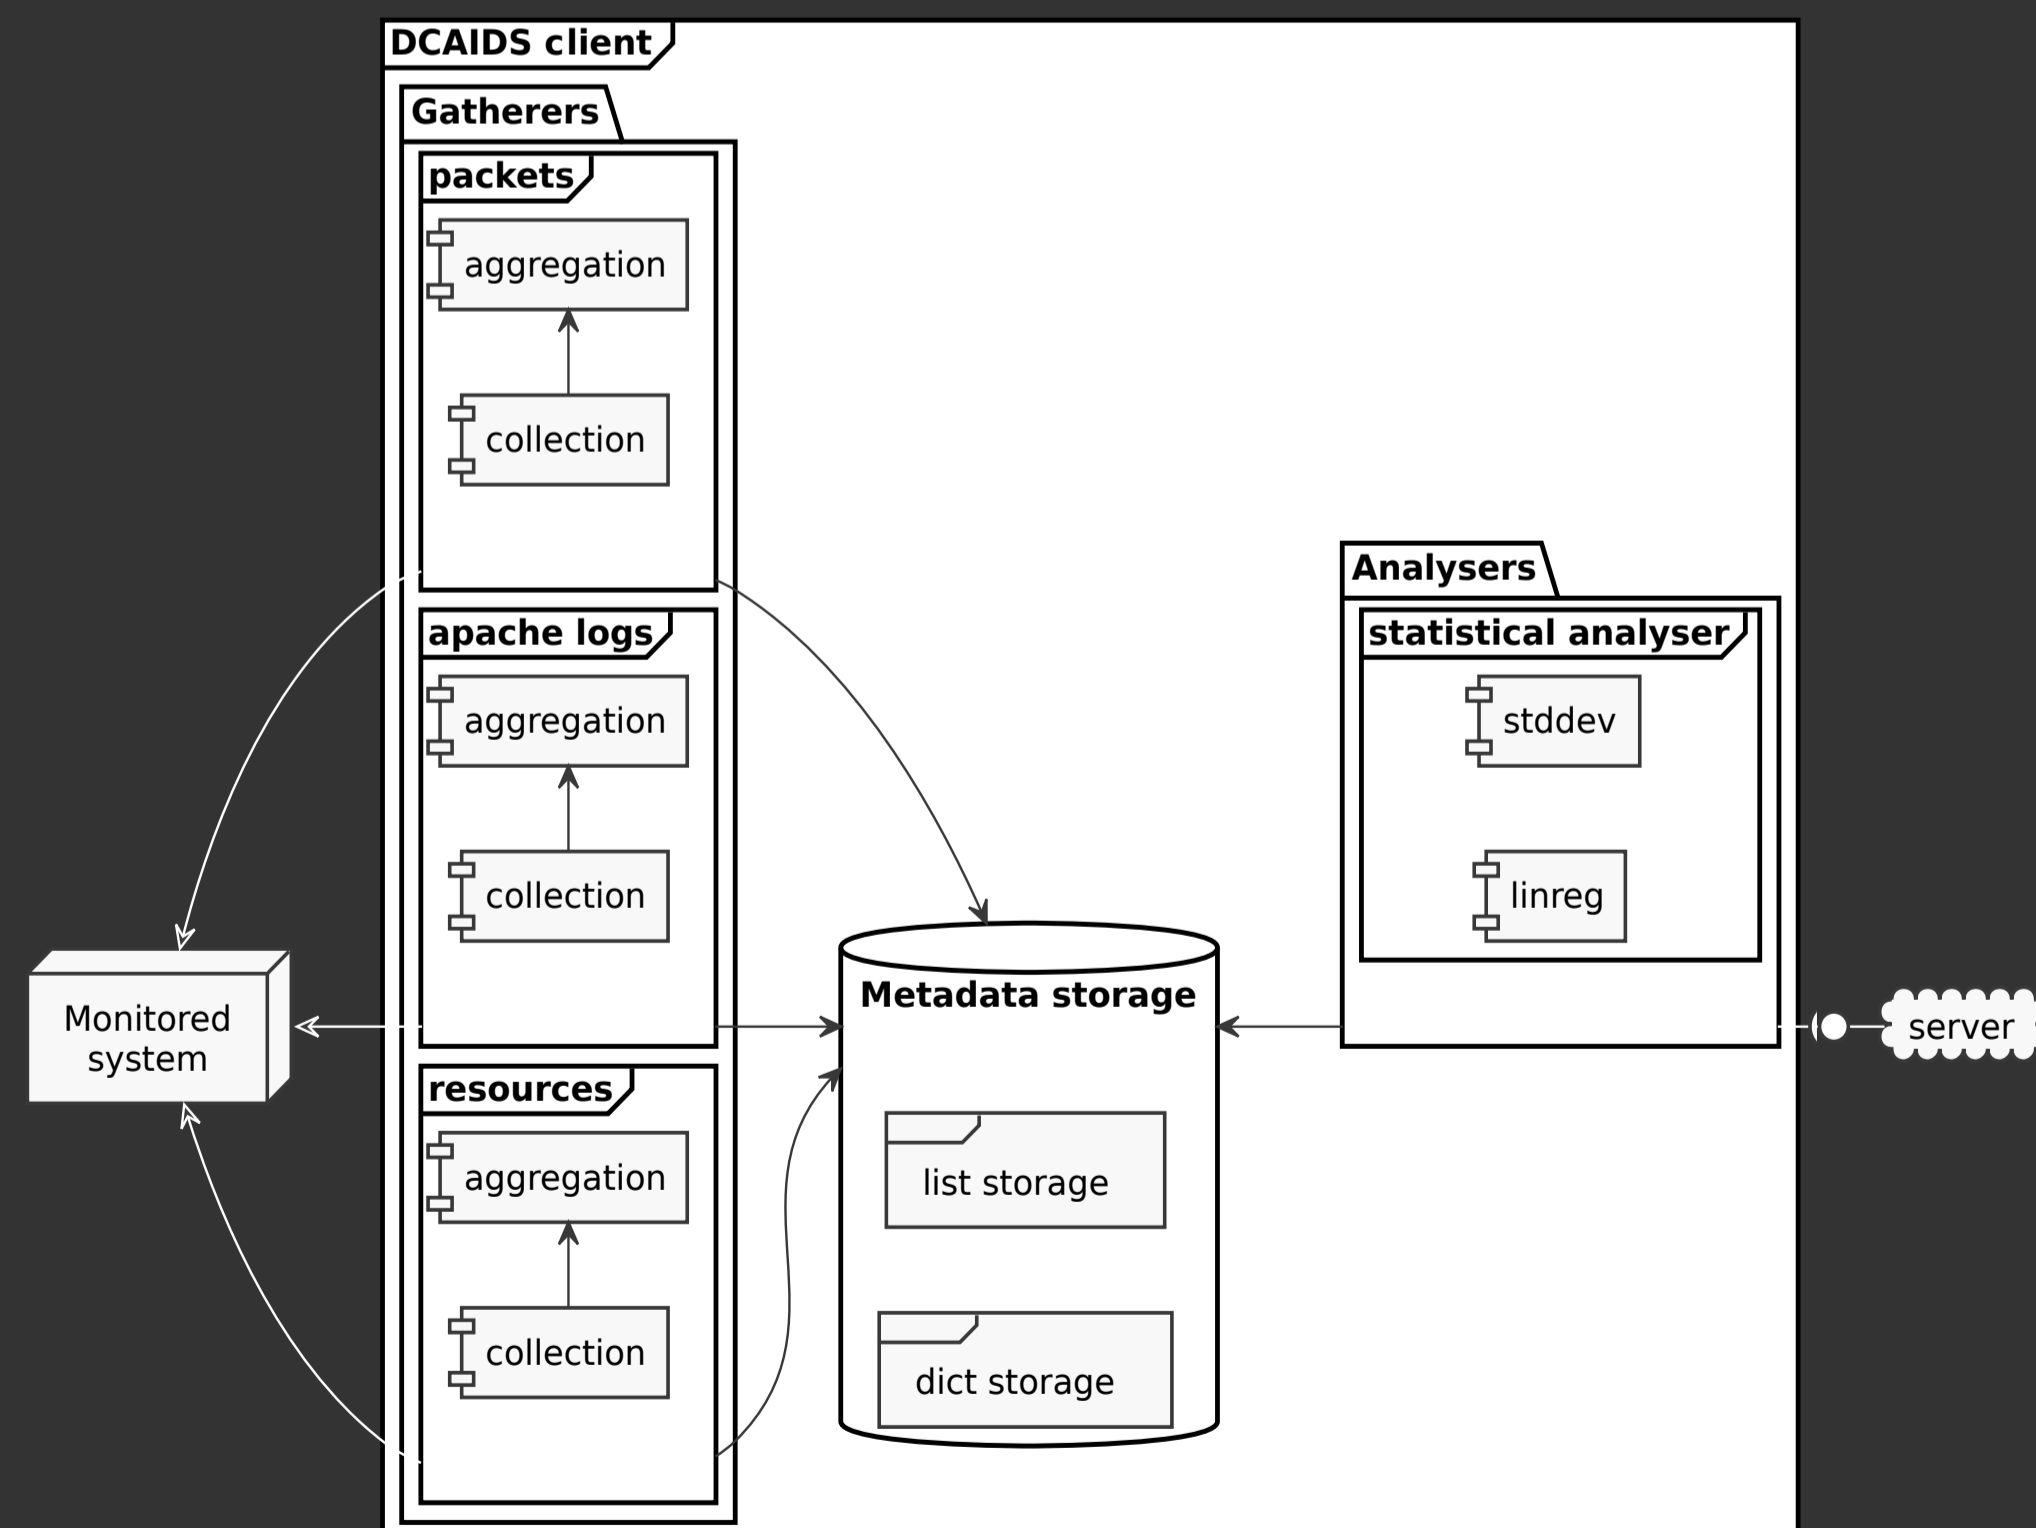 DCAIDS client
Gatherers
packets
aggregation
collection
apache logs
aggregation
collection
resources
aggregation
collection
Monitored
system
Metadata storage
list storage
dict storage
Analysers
statistical analyser
stddev
linreg
server